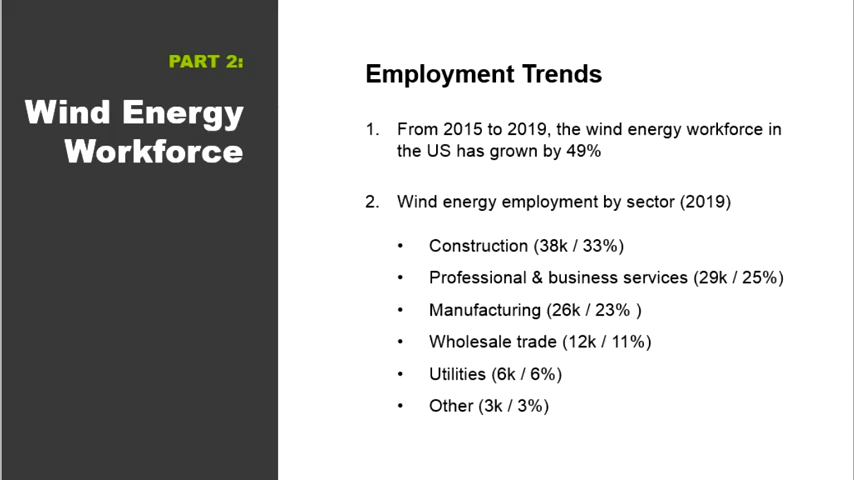 PART 2:
Wind Energy
Workforce
Employment Trends
1. From 2015 to 2019, the wind energy workforce in
the US has grown by 49%
2. Wind energy employment by sector (2019)
• Construction (38k / 33%)
• Professional & business services (29k / 25%)
• Manufacturing (26k / 23% )
• Wholesale trade (12k / 11%)
• Utilities (6k / 6%)
• Other (3k / 3%)